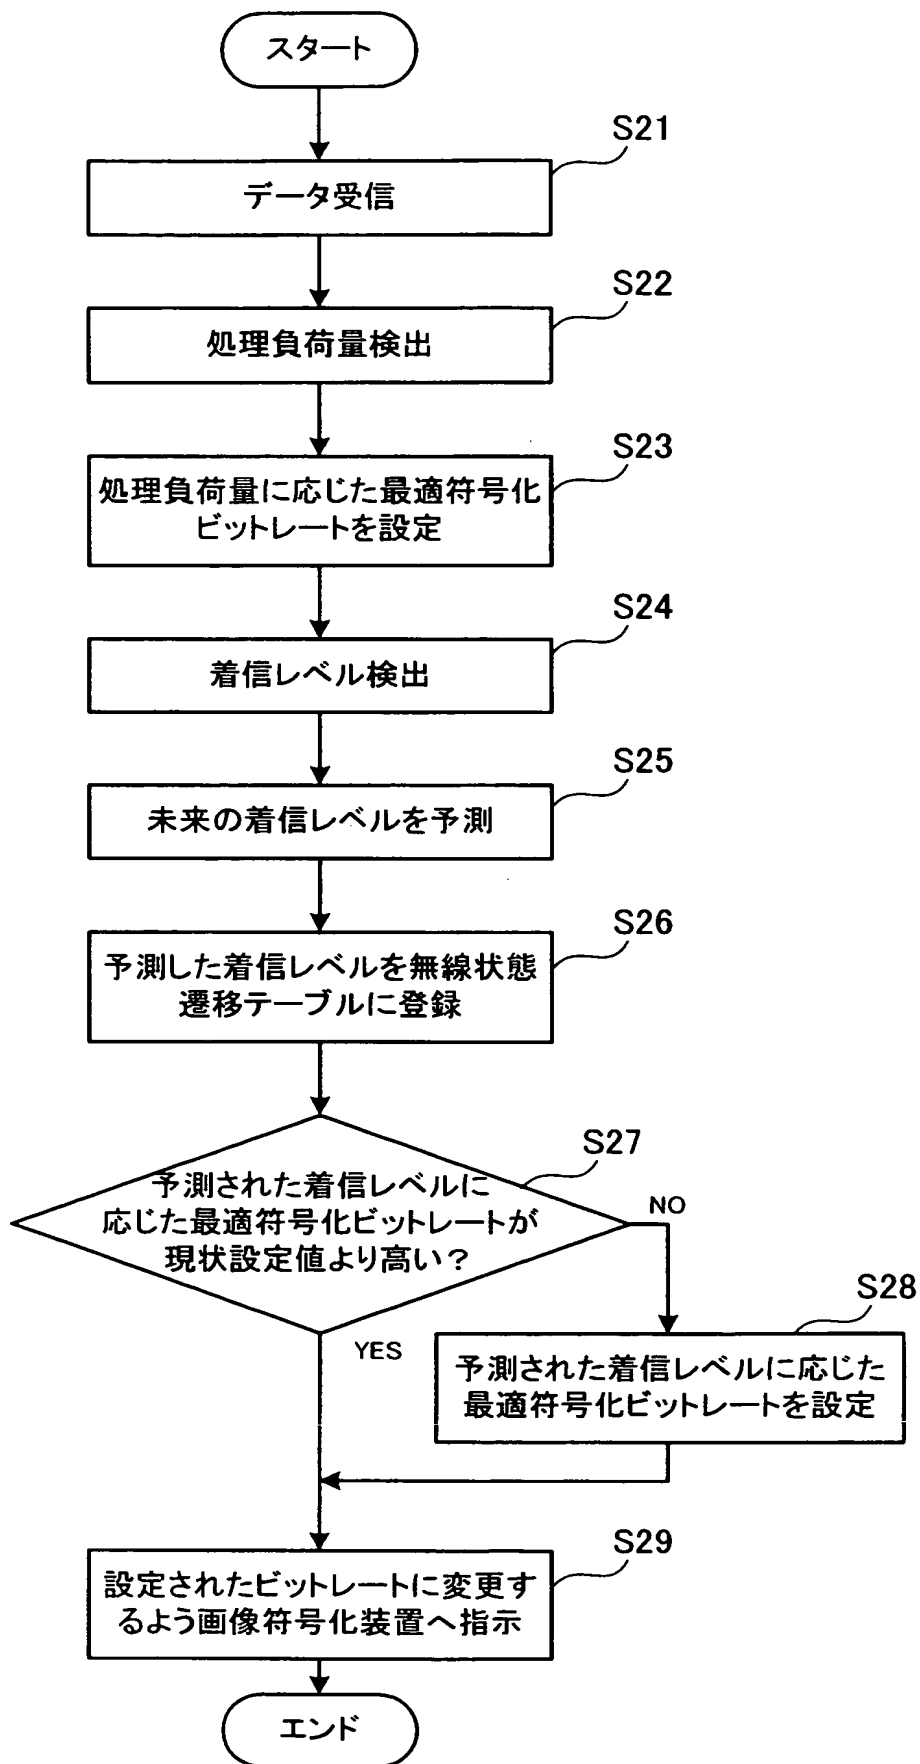 スタート
S21
データ受信
S22
処理負荷量検出
S23
処理負荷量に応じた最適符号化
ビットレートを設定
S24
着信レベル検出
S25
未来の着信レベルを予測
S26
予測した着信レベルを無線状態
遷移テーブルに登録
S27
予測された着信レベルに
応じた最適符号化ビットレートが
現状設定値より高い？
NO
YES
S28
予測された着信レベルに応じた
最適符号化ビットレートを設定
S29
設定されたビットレートに変更す
るよう画像符号化装置へ指示
エンド